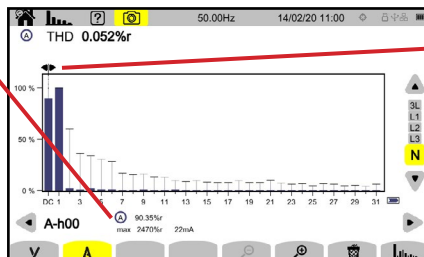 ? 50.00Hz 14/02/20 11:00
A THD 0.052%r
100 %
50 %
0 %
DC 1 3 5 7 9 11 13 15 17 19 21 23 25 27 29 31
3L
L1
L2
L3
N
A-h00
A 90.35%r
max 2470%r 22mA
V A